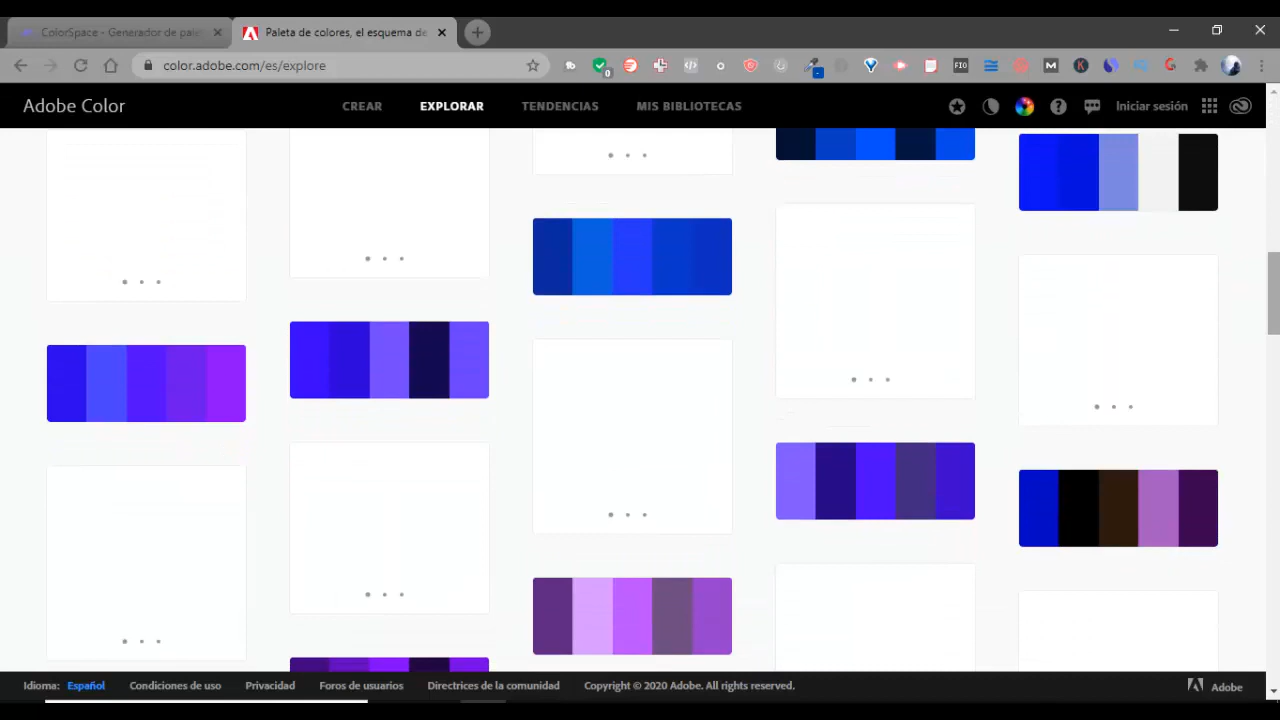 ColorSpace - Generador de pale
Paleta de colores, el esquema de
color.adobe.com/es/explore
Adobe Color
CREAR
EXPLORAR
TENDENCIAS
MIS BIBLIOTECAS
Iniciar sesión
Idioma:
Español
Condiciones de uso
Privacidad
Foros de usuarios
Directrices de la comunidad
Copyright © 2020 Adobe. All rights reserved.
Adobe